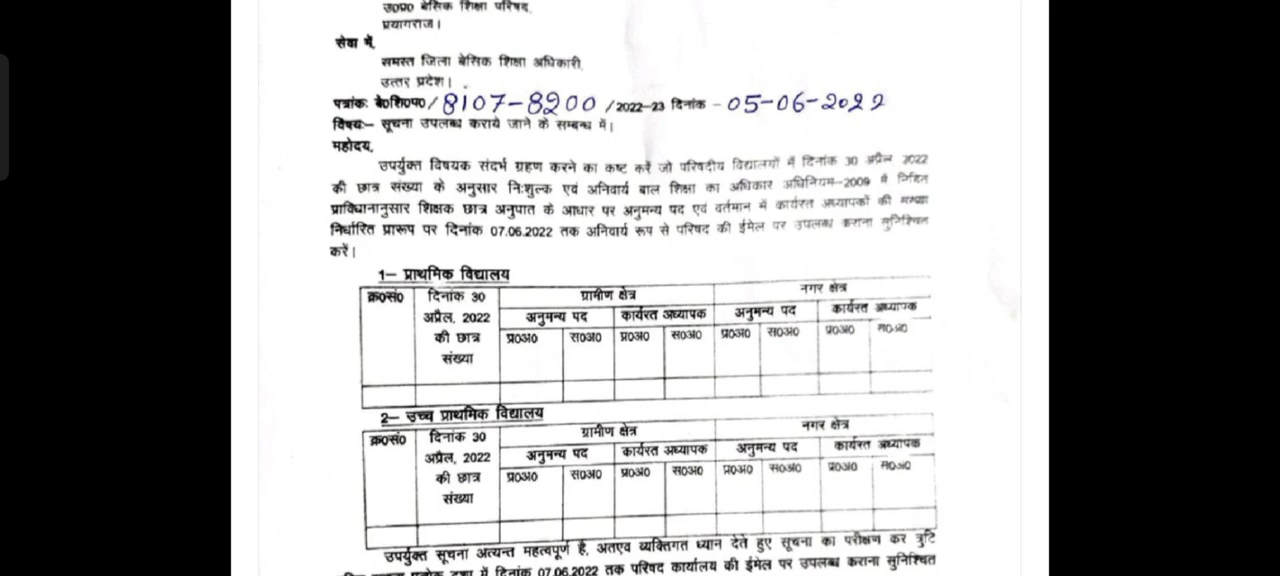 उ0प्र0 बेसिक शिक्षा परिषद,
प्रयागराज।
सेवा में,
समस्त जिला बेसिक शिक्षा अधिकारी,
उत्तर प्रदेश।
पत्रांकः बे0शि0प0/8107-8200/2022-23 दिनांक - 05-06-2022
विषयः- सूचना उपलब्ध कराये जाने के सम्बन्ध में।
महोदय,
उपर्युक्त विषयक संदर्भ ग्रहण करने का कष्ट करें जो परिषदीय विद्यालयों में दिनांक 30 अप्रैल 2022
की छात्र संख्या के अनुसार निःशुल्क एवं अनिवार्य बाल शिक्षा का अधिकार अधिनियम-2009 में निहित
प्राविधानानुसार शिक्षक छात्र अनुपात के आधार पर अनुमन्य पद एवं वर्तमान में कार्यरत अध्यापकों की संख्या
निर्धारित प्रारूप पर दिनांक 07.06.2022 तक अनिवार्य रूप से परिषद की ईमेल पर उपलब्ध कराना सुनिश्चित
करें।
1- प्राथमिक विद्यालय
क्र0सं0 दिनांक 30 अप्रैल, 2022 की छात्र संख्या ग्रामीण क्षेत्र नगर क्षेत्र
अनुमन्य पद कार्यरत अध्यापक अनुमन्य पद कार्यरत अध्यापक
प्र0अ0 स0अ0 प्र0अ0 स0अ0 प्र0अ0 स0अ0 प्र0अ0 स0अ0
2- उच्च प्राथमिक विद्यालय
क्र0सं0 दिनांक 30 अप्रैल, 2022 की छात्र संख्या ग्रामीण क्षेत्र नगर क्षेत्र
अनुमन्य पद कार्यरत अध्यापक अनुमन्य पद कार्यरत अध्यापक
प्र0अ0 स0अ0 प्र0अ0 स0अ0 प्र0अ0 स0अ0 प्र0अ0 स0अ0
उपर्युक्त सूचना अत्यन्त महत्वपूर्ण है, अतएव व्यक्तिगत ध्यान देते हुए सूचना का परीक्षण कर त्रुटि
दशा में दिनांक 07.06.2022 तक परिषद कार्यालय की ईमेल पर उपलब्ध कराना सुनिश्चित